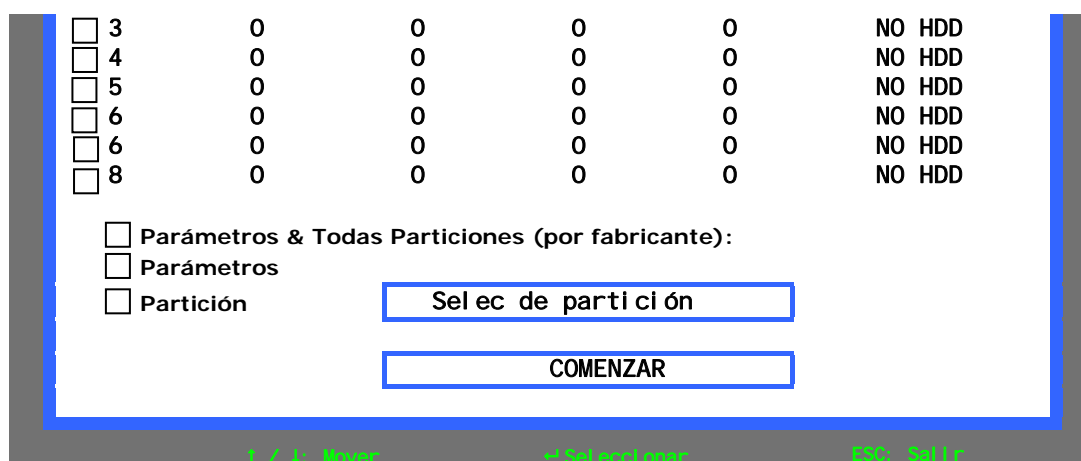 3 0 0 0 0 NO HDD
4 0 0 0 0 NO HDD
5 0 0 0 0 NO HDD
6 0 0 0 0 NO HDD
6 0 0 0 0 NO HDD
8 0 0 0 0 NO HDD
Parámetros & Todas Particiones (por fabricante):
Parámetros
Partición Selec de partición
COMENZAR
↑ / ↓: Mover ↵ Seleccionar ESC: Salir